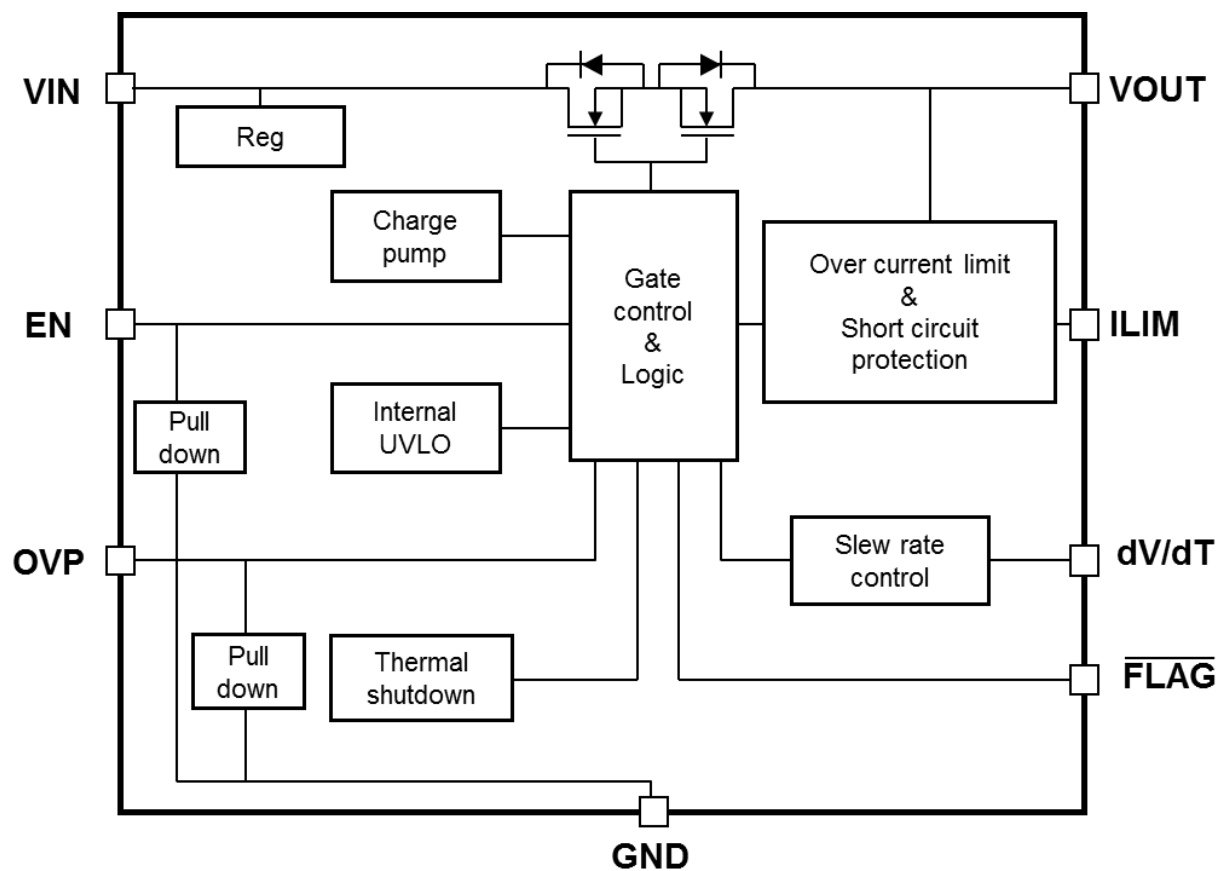 VIN
VOUT
Reg
Charge
pump
Gate
control
&
Logic
Over current limit
&
Short circuit
protection
EN
ILIM
Pull
down
Internal
UVLO
OVP
Slew rate
control
dV/dT
Pull
down
Thermal
shutdown
FLAG
GND